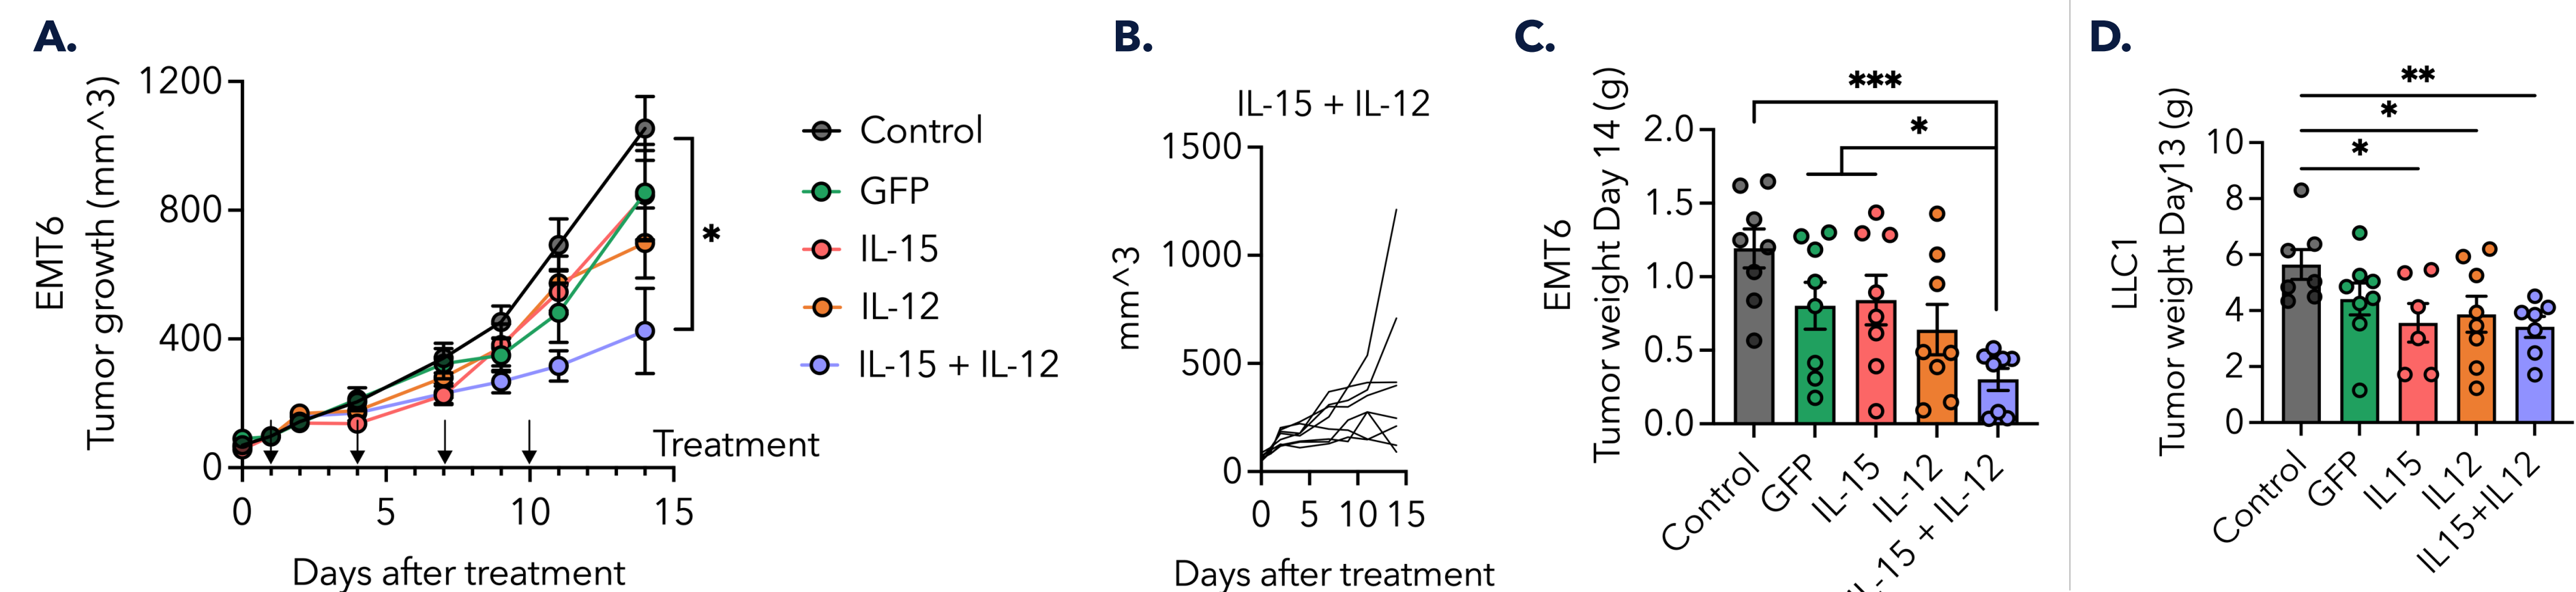 A.
EMT6
Tumor growth (mm^3)
1200
800
400
0
0 5 10 15
Days after treatment
Treatment
*
Control
GFP
IL-15
IL-12
IL-15 + IL-12
B.
IL-15 + IL-12
mm^3
1500
1000
500
0
0 5 10 15
Days after treatment
C.
EMT6
Tumor weight Day 14 (g)
2.0
1.5
1.0
0.5
0.0
***
*
Control
GFP
IL-15
IL-12
IL-15 + IL-12
D.
LLC1
Tumor weight Day13 (g)
10
8
6
4
2
0
**
*
*
Control
GFP
IL15
IL12
IL15+IL12